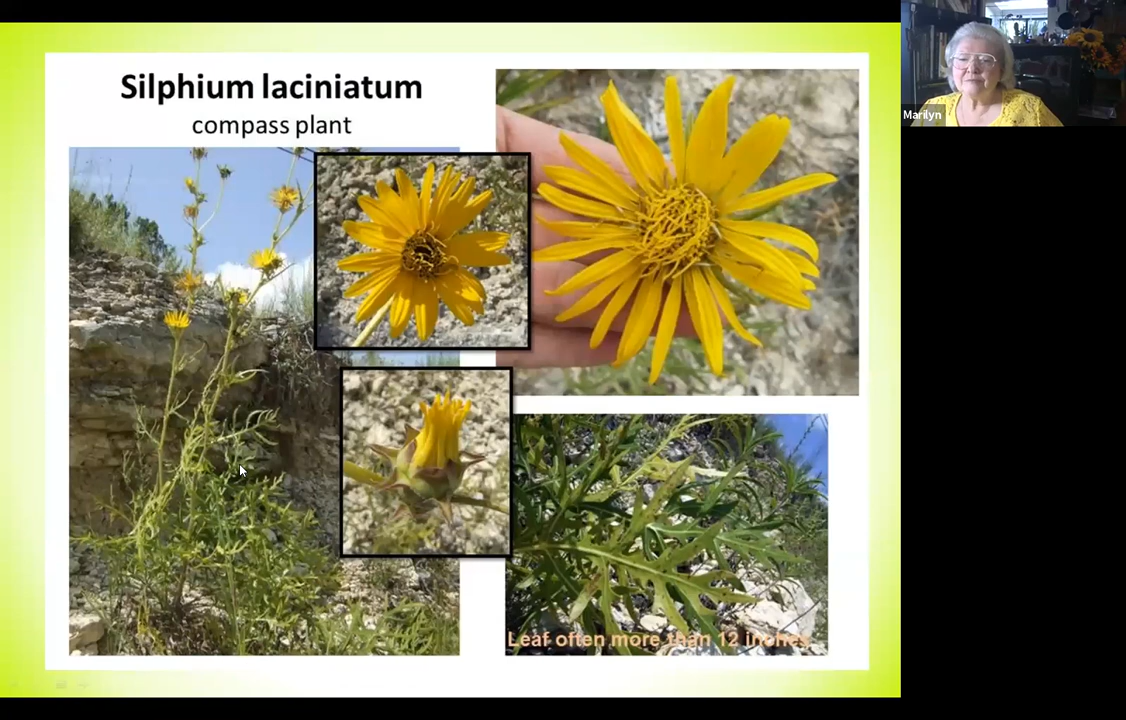 Silphium laciniatum
compass plant
Leaf often more than 12 inches
Marilyn